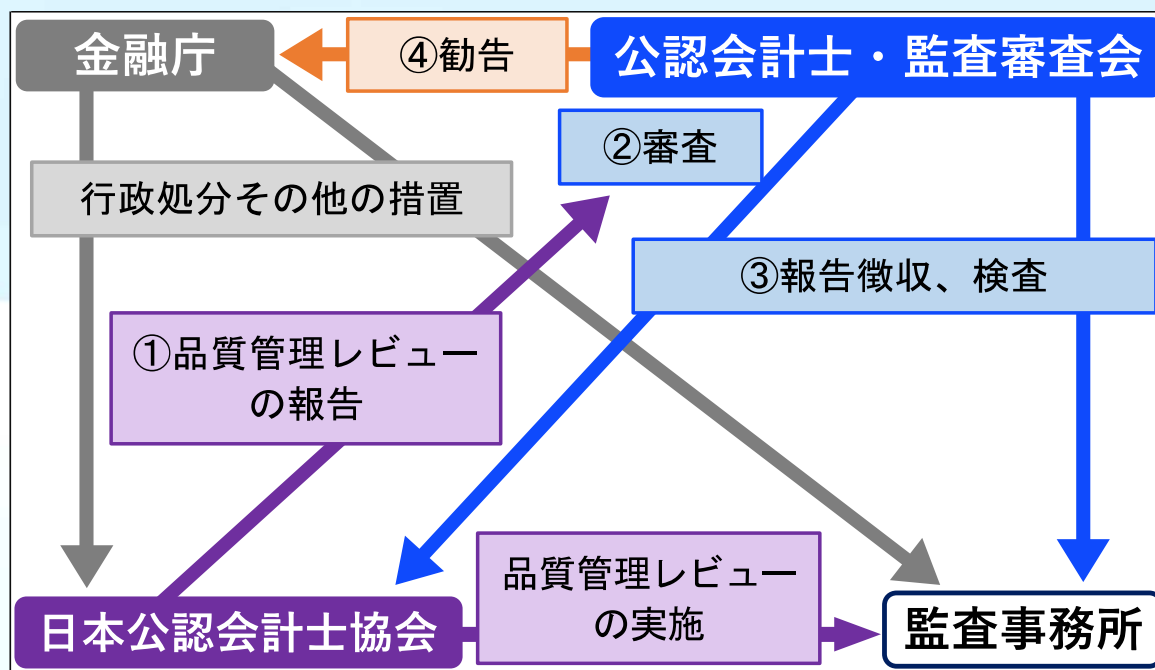 金融庁
④勧告
公認会計士・監査審査会
②審査
行政処分その他の措置
③報告徴収、検査
①品質管理レビュー
の報告
品質管理レビュー
の実施
日本公認会計士協会
監査事務所